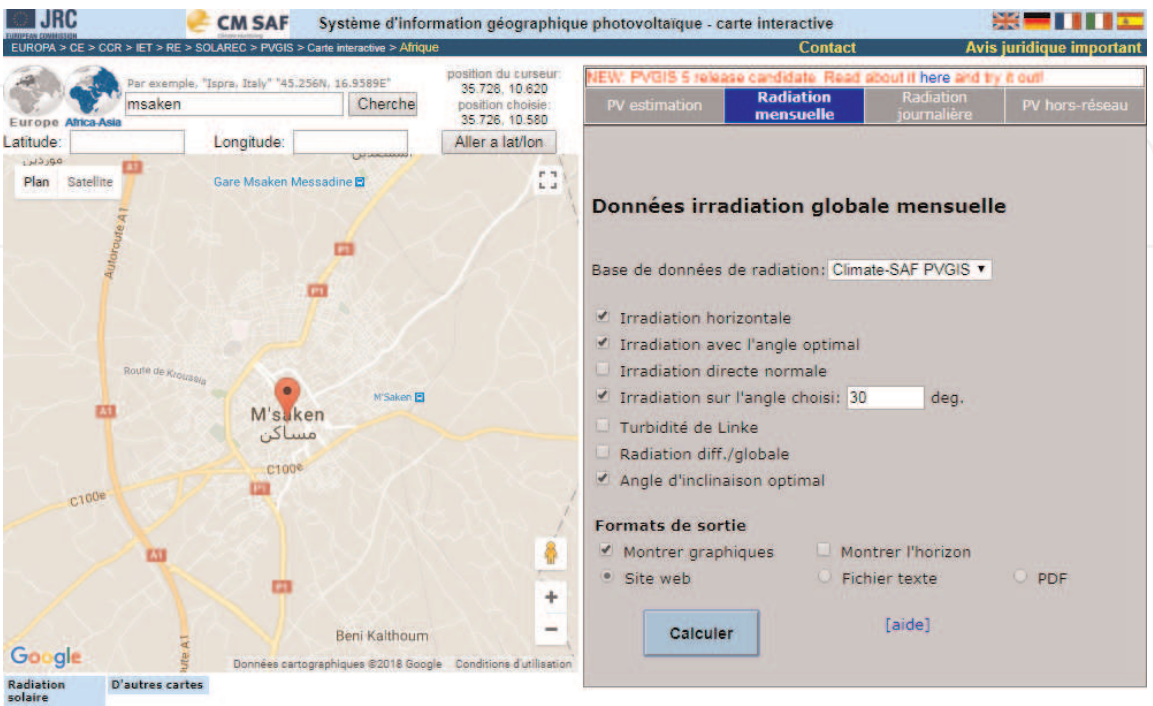 JRC
EUROPEAN COMMISSION
CM SAF
Système d'information géographique photovoltaïque - carte interactive
EUROPA > CE > CCR > IET > RE > SOLAREC > PVGIS > Carte interactive > Afrique
Contact
Avis juridique important
Europe
Africa-Asia
Par exemple, "Ispra, Italy" "45.256N, 16.9589E"
msaken
Cherche
position du curseur:
35.726, 10.620
position choisie:
35.726, 10.580
Latitude:
Longitude:
Aller a lat/lon
NEW: PVGIS 5 release candidate. Read about it here and try it out!
PV estimation
Radiation mensuelle
Radiation journalière
PV hors-réseau
Plan
Satellite
A1
Gare Msaken Messadine
Autoroute A1
P1
P1
Route de Kroussia
A1
M'Saken
M'saken
مساكن
C100e
P1
C100e
A1
P1
Beni Kalthoum
Google
ute A1
Données cartographiques ©2018 Google
Conditions d'utilisation
Radiation solaire
D'autres cartes
Données irradiation globale mensuelle
Base de données de radiation: Climate-SAF PVGIS
Irradiation horizontale
Irradiation avec l'angle optimal
Irradiation directe normale
Irradiation sur l'angle choisi: 30 deg.
Turbidité de Linke
Radiation diff./globale
Angle d'inclinaison optimal
Formats de sortie
Montrer graphiques
Montrer l'horizon
Site web
Fichier texte
PDF
Calculer
[aide]